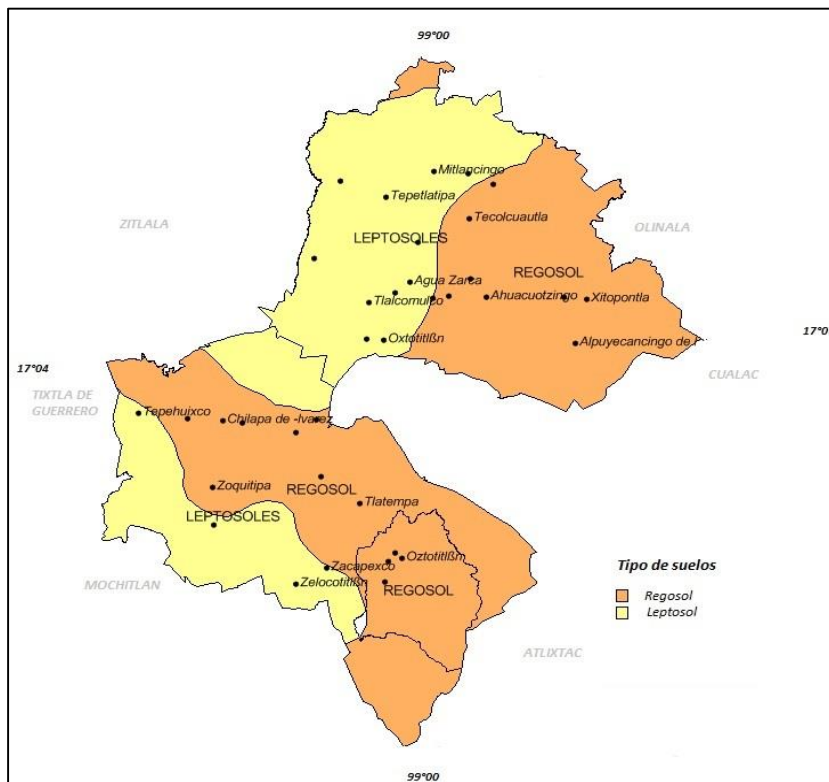 99°00
Mitlancingo
Tepetlatipa
ZITLALA
Tecolcuautla
OLINALA
LEPTOSOLES
REGOSOL
Agua Zarca
Tlalcomulco
Ahuacuotzingo
Xitopontla
Oxtotitlßn
Alpuyecancingo de
17°0
17°04
CUALAC
TIXTLA DE
GUERRERO
Tepehuixco
Chilapa de -lvarez
Zoquitipa
REGOSOL
Tlatempa
LEPTOSOLES
Oztotitlßn
Zacapexco
Tipo de suelos
MOCHITLAN
Zelocotitlßn
REGOSOL
Regosol
Leptosol
ATLIXTAC
99°00